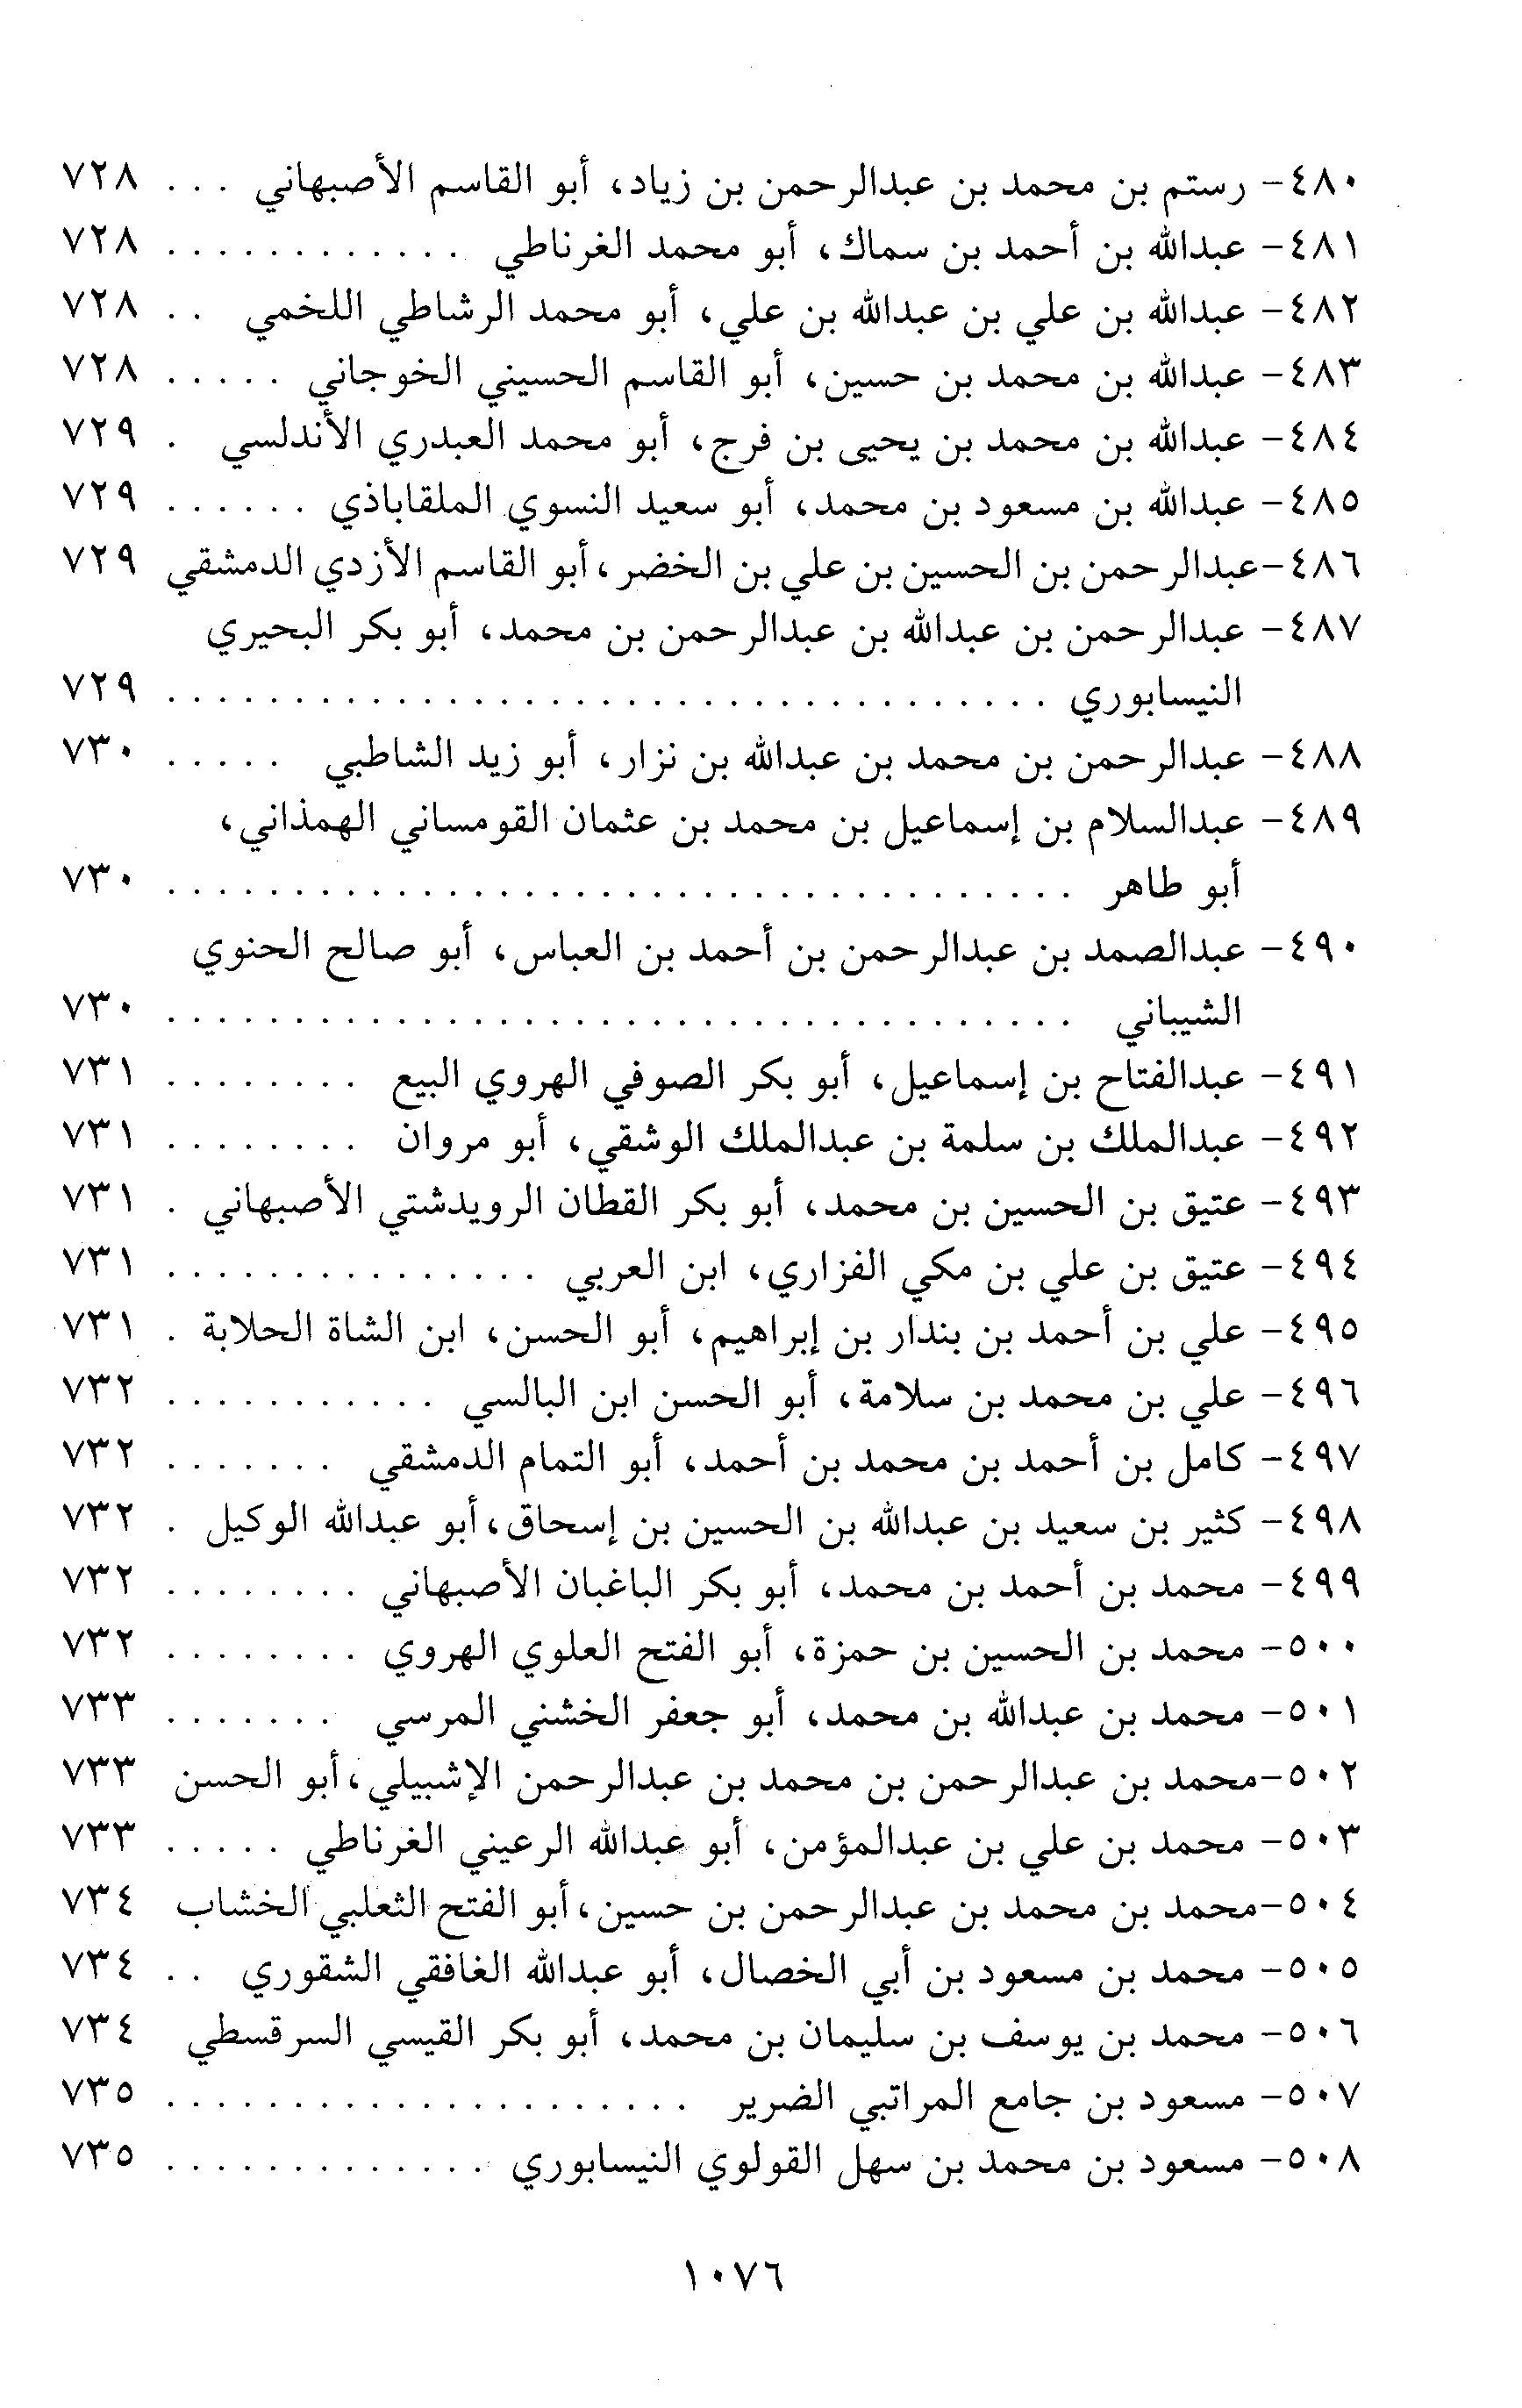 ٤٨٠- رستم بن محمد بن عبدالرحمن بن زياد، أبو القاسم الأصبهاني . . . ٧٢٨
٤٨١- عبدالله بن أحمد بن سماك، أبو محمد الغرناطي . . . . . . . . . . . . ٧٢٨
٤٨٢- عبدالله بن علي بن عبدالله بن علي، أبو محمد الرشاطي اللخمي . . ٧٢٨
٤٨٣- عبدالله بن محمد بن حسين، أبو القاسم الحسيني الخوجاني . . . . . ٧٢٨
٤٨٤- عبدالله بن محمد بن يحيى بن فرج، أبو محمد العبدري الأندلسي . ٧٢٩
٤٨٥- عبدالله بن مسعود بن محمد، أبو سعيد النسوي الملقاباذي . . . . . . ٧٢٩
٤٨٦-عبدالرحمن بن الحسين بن علي بن الخضر، أبو القاسم الأزدي الدمشقي ٧٢٩
٤٨٧- عبدالرحمن بن عبدالله بن عبدالرحمن بن محمد، أبو بكر البحيري
النيسابوري . . . . . . . . . . . . . . . . . . . . . . . . . . . . . . . . . . . ٧٢٩
٤٨٨- عبدالرحمن بن محمد بن عبدالله بن نزار، أبو زيد الشاطبي . . . . . ٧٣٠
٤٨٩- عبدالسلام بن إسماعيل بن محمد بن عثمان القومساني الهمذاني،
أبو طاهر . . . . . . . . . . . . . . . . . . . . . . . . . . . . . . . . . . . . ٧٣٠
٤٩٠- عبدالصمد بن عبدالرحمن بن أحمد بن العباس، أبو صالح الحنوي
الشيباني . . . . . . . . . . . . . . . . . . . . . . . . . . . . . . . . . . . . ٧٣٠
٤٩١- عبدالفتاح بن إسماعيل، أبو بكر الصوفي الهروي البيع . . . . . . . . ٧٣١
٤٩٢- عبدالملك بن سلمة بن عبدالملك الوشقي، أبو مروان . . . . . . . . ٧٣١
٤٩٣- عتيق بن الحسين بن محمد، أبو بكر القطان الرويدشتي الأصبهاني . ٧٣١
٤٩٤- عتيق بن علي بن مكي الفزاري، ابن العربي . . . . . . . . . . . . . . . ٧٣١
٤٩٥- علي بن أحمد بن بندار بن إبراهيم، أبو الحسن، ابن الشاة الحلابة . ٧٣١
٤٩٦- علي بن محمد بن سلامة، أبو الحسن ابن البالسي . . . . . . . . . . . ٧٣٢
٤٩٧- كامل بن أحمد بن محمد بن أحمد، أبو التمام الدمشقي . . . . . . . ٧٣٢
٤٩٨- كثير بن سعيد بن عبدالله بن الحسين بن إسحاق، أبو عبدالله الوكيل . ٧٣٢
٤٩٩- محمد بن أحمد بن محمد، أبو بكر الباغبان الأصبهاني . . . . . . . . ٧٣٢
٥٠٠- محمد بن الحسين بن حمزة، أبو الفتح العلوي الهروي . . . . . . . . ٧٣٢
٥٠١- محمد بن عبدالله بن محمد، أبو جعفر الخشني المرسي . . . . . . . ٧٣٣
٥٠٢-محمد بن عبدالرحمن بن محمد بن عبدالرحمن الإشبيلي، أبو الحسن ٧٣٣
٥٠٣- محمد بن علي بن عبدالمؤمن، أبو عبدالله الرعيني الغرناطي . . . . . ٧٣٣
٥٠٤-محمد بن محمد بن عبدالرحمن بن حسين، أبو الفتح الثعلبي الخشاب ٧٣٤
٥٠٥- محمد بن مسعود بن أبي الخصال، أبو عبدالله الغافقي الشقوري . . ٧٣٤
٥٠٦- محمد بن يوسف بن سليمان بن محمد، أبو بكر القيسي السرقسطي ٧٣٤
٥٠٧- مسعود بن جامع المراتبي الضرير . . . . . . . . . . . . . . . . . . . . . ٧٣٥
٥٠٨- مسعود بن محمد بن سهل القولوي النيسابوري . . . . . . . . . . . . . ٧٣٥
١٠٧٦